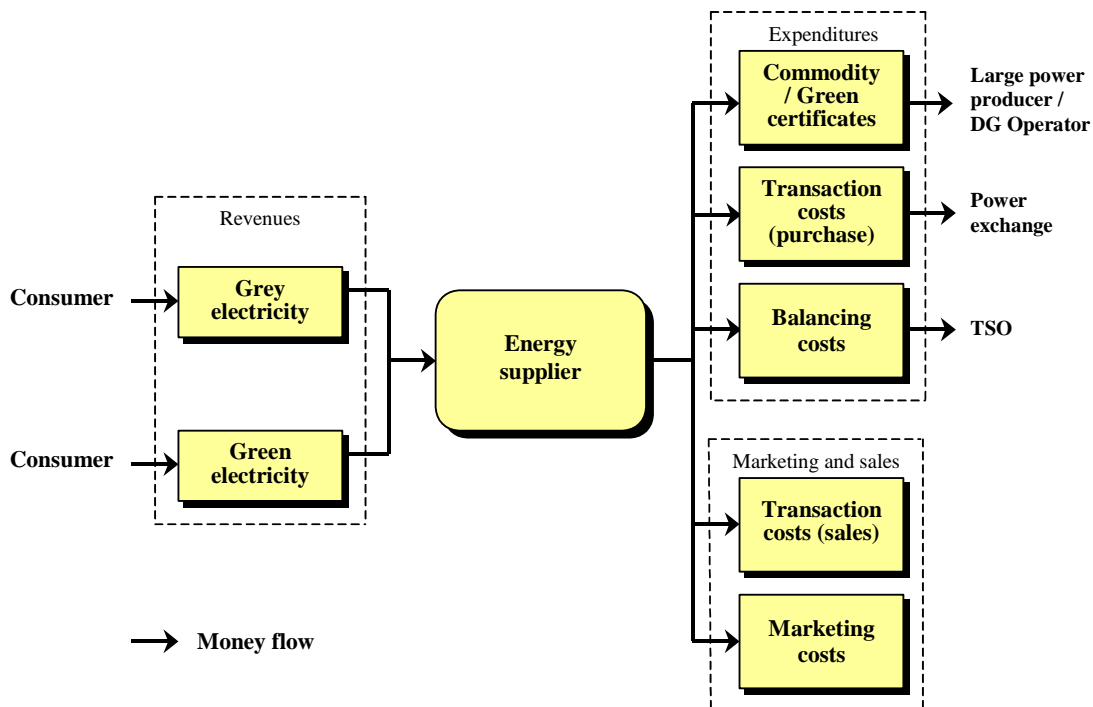 Expenditures
Commodity
/ Green
certificates
Large power
producer /
DG Operator
Transaction
costs
(purchase)
Power
exchange
Balancing
costs
TSO
Revenues
Consumer
Grey
electricity
Energy
supplier
Consumer
Green
electricity
Marketing and sales
Transaction
costs (sales)
Marketing
costs
Money flow